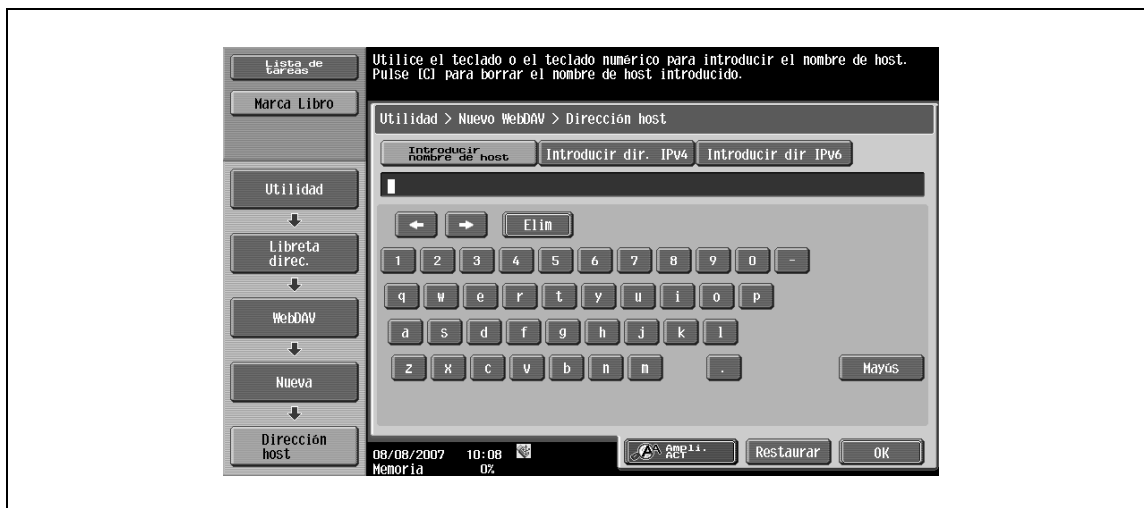 Lista de
tareas
Marca Libro
Utilidad
Libreta
direc.
WebDAV
Nueva
Dirección
host
Utilice el teclado o el teclado numérico para introducir el nombre de host.
Pulse [C] para borrar el nombre de host introducido.
Utilidad > Nuevo WebDAV > Dirección host
Introducir
nombre de host
Introducir dir. IPv4
Introducir dir IPv6
Elim
1 2 3 4 5 6 7 8 9 0 -
q w e r t y u i o p
a s d f g h j k l
z x c v b n m .
Mayús
08/08/2007 10:08
Memoria 0%
Ampli.
ACT
Restaurar
OK